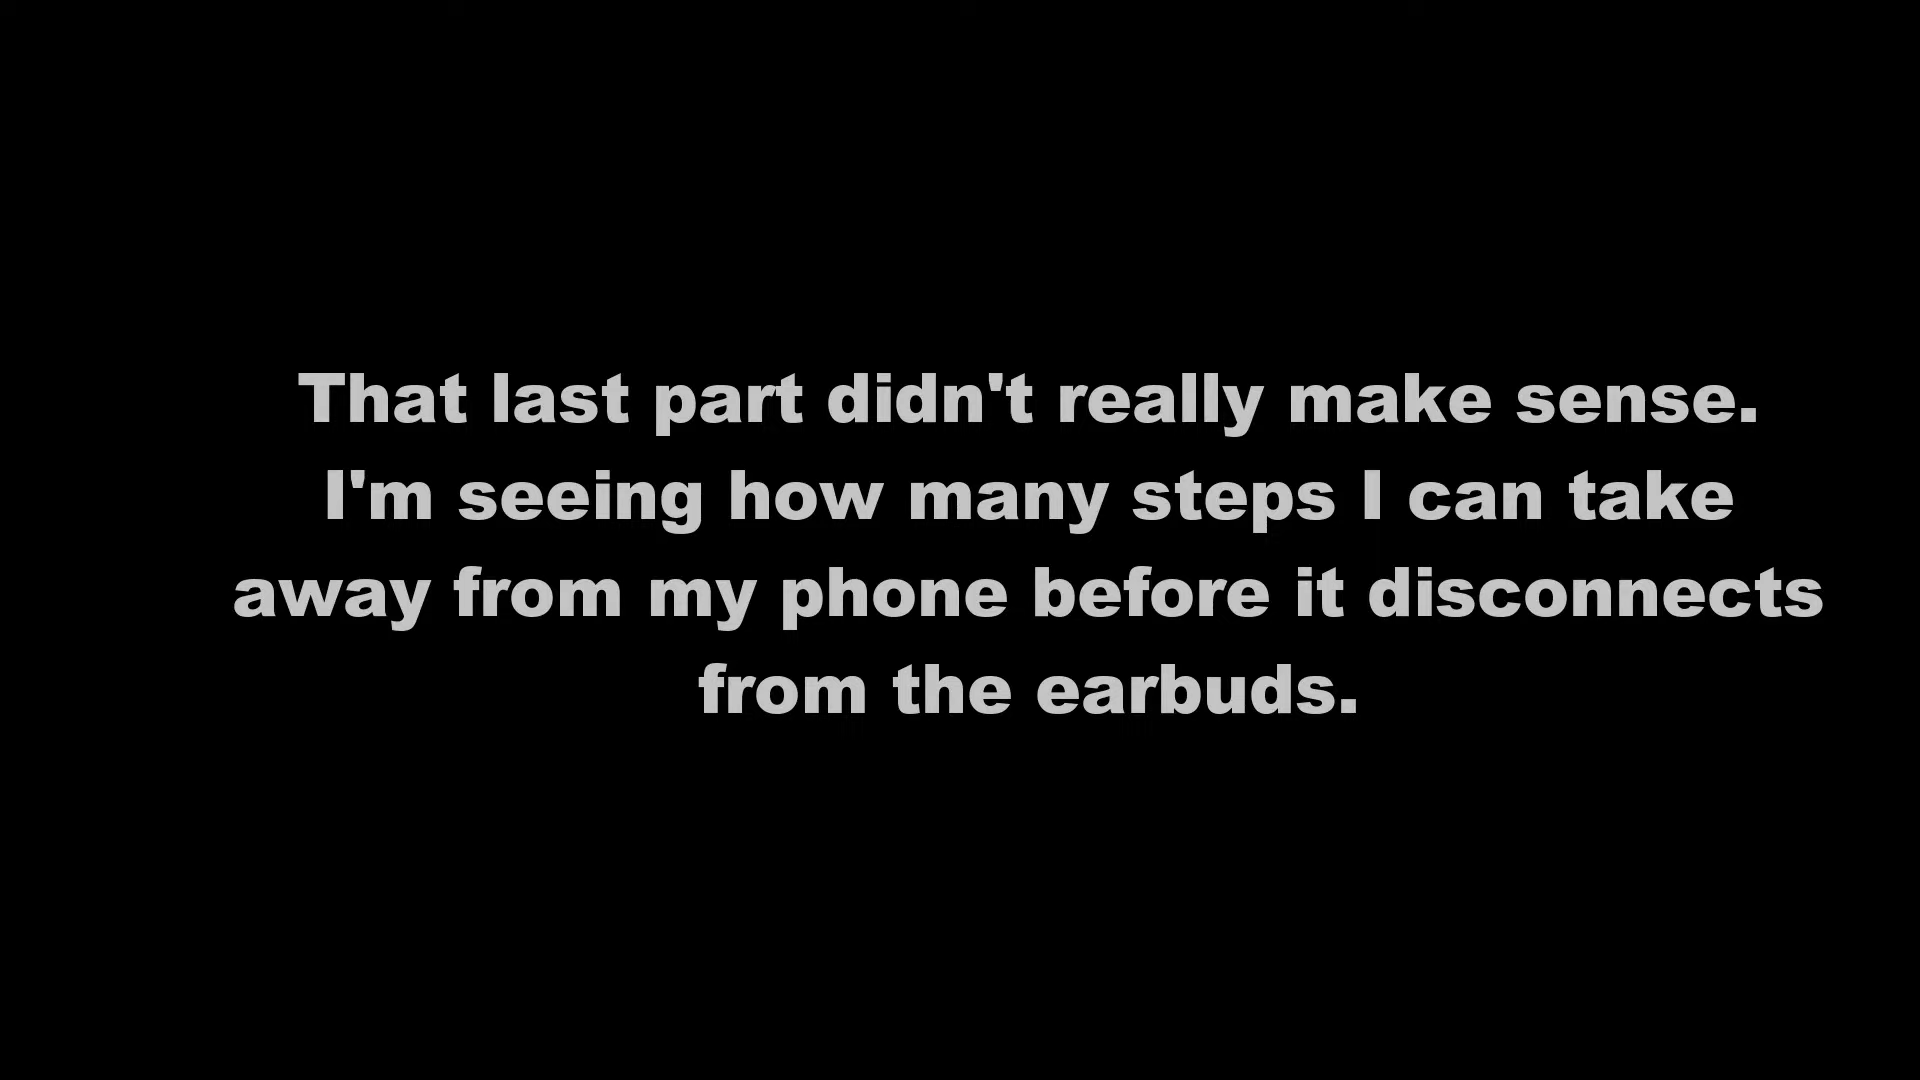 That last part didn't really make sense.
I'm seeing how many steps I can take
away from my phone before it disconnects
from the earbuds.